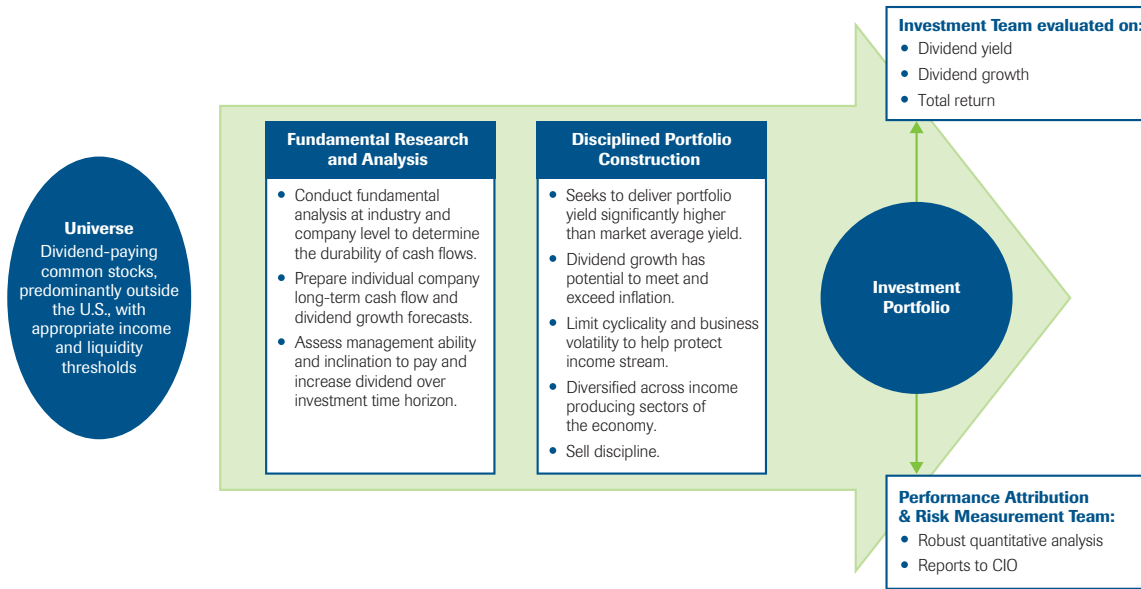 Universe
Dividend-paying
common stocks,
predominantly outside
the U.S., with
appropriate income
and liquidity
thresholds
Fundamental Research
and Analysis
• Conduct fundamental
analysis at industry and
company level to determine
the durability of cash flows.
• Prepare individual company
long-term cash flow and
dividend growth forecasts.
• Assess management ability
and inclination to pay and
increase dividend over
investment time horizon.
Disciplined Portfolio
Construction
• Seeks to deliver portfolio
yield significantly higher
than market average yield.
• Dividend growth has
potential to meet and
exceed inflation.
• Limit cyclicality and business
volatility to help protect
income stream.
• Diversified across income
producing sectors of
the economy.
• Sell discipline.
Investment
Portfolio
Investment Team evaluated on:
• Dividend yield
• Dividend growth
• Total return
Performance Attribution
& Risk Measurement Team:
• Robust quantitative analysis
• Reports to CIO